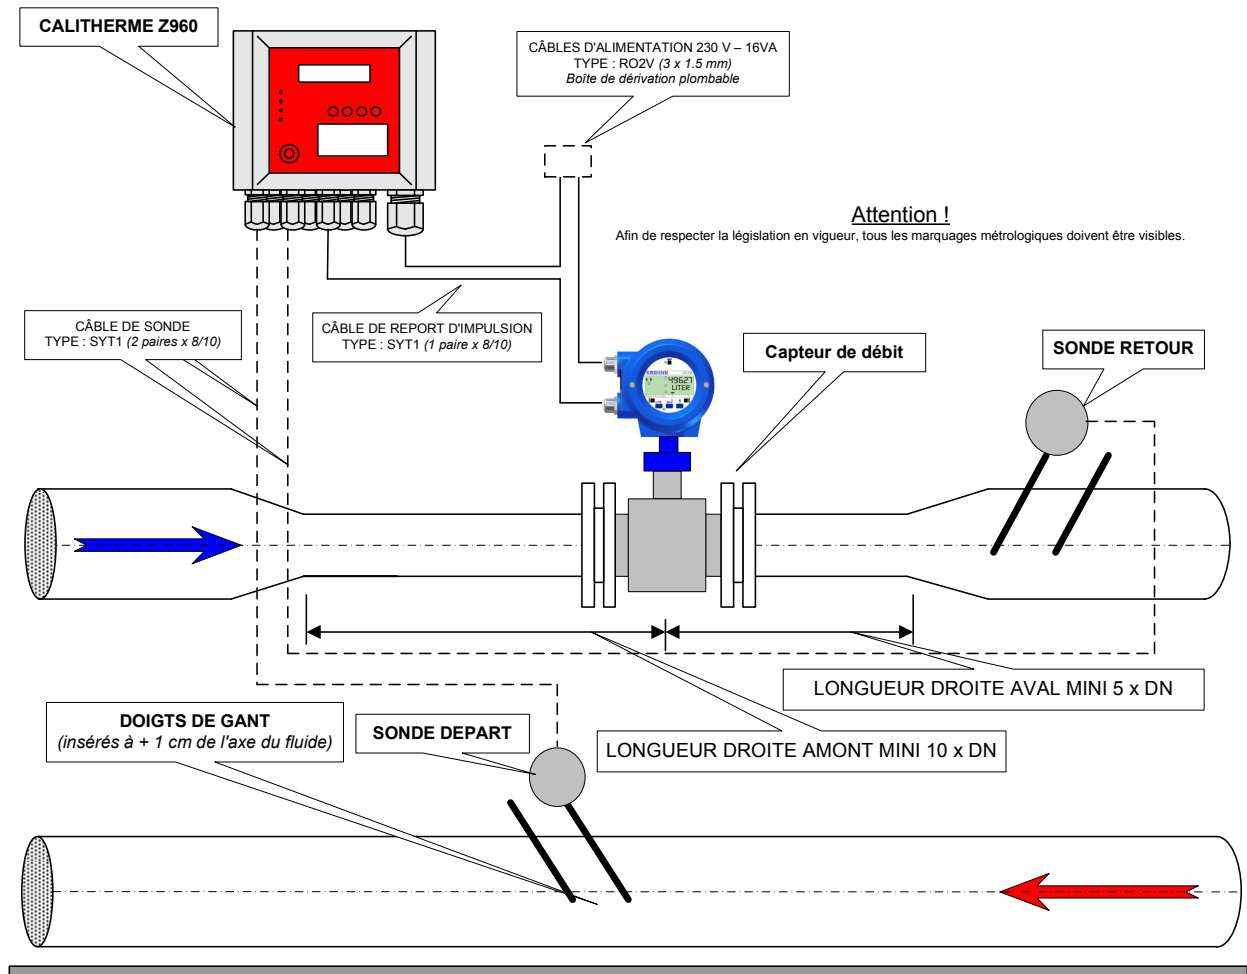 CALITHERME Z960
CÂBLES D'ALIMENTATION 230 V – 16VA
TYPE : RO2V (3 x 1.5 mm)
Boîte de dérivation plombable
Attention !
Afin de respecter la législation en vigueur, tous les marquages métrologiques doivent être visibles.
CÂBLE DE SONDE
TYPE : SYT1 (2 paires x 8/10)
CÂBLE DE REPORT D'IMPULSION
TYPE : SYT1 (1 paire x 8/10)
KROHNE
49627
LITER
Capteur de débit
SONDE RETOUR
LONGUEUR DROITE AVAL MINI 5 x DN
LONGUEUR DROITE AMONT MINI 10 x DN
DOIGTS DE GANT
(insérés à + 1 cm de l'axe du fluide)
SONDE DEPART